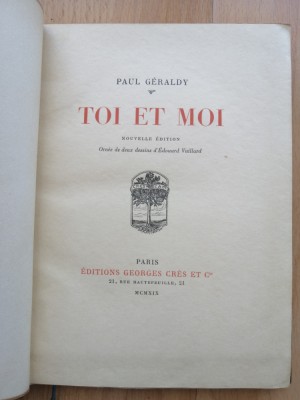 PAUL GÉRALDY
TOI ET MOI
NOUVELLE ÉDITION
Ornée de deux dessins d'Édouard Vuillard
PARIS
ÉDITIONS GEORGES CRÈS ET Cie
21, RUE HAUTEFEUILLE, 21
MCMXIX